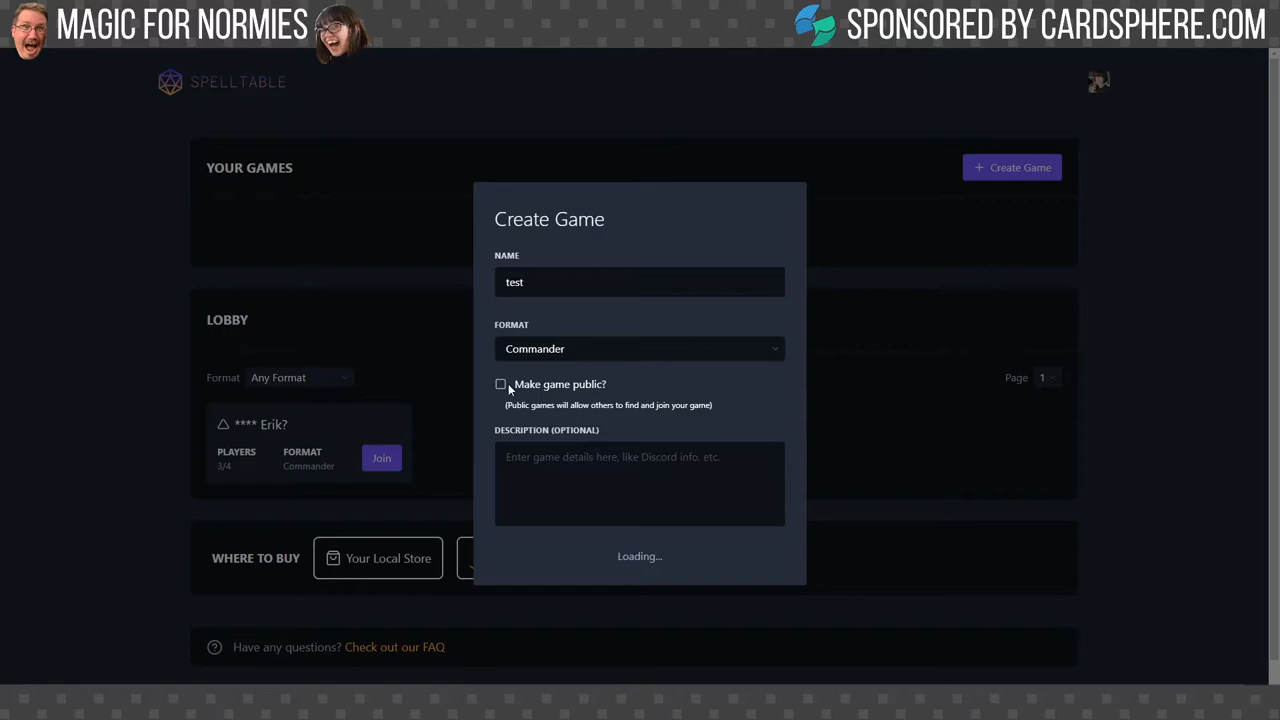 MAGIC FOR NORMIES
SPONSORED BY CARDSPHERE.COM
SPELLTABLE
YOUR GAMES
+ Create Game
Create Game
NAME
test
FORMAT
Commander
Make game public?
(Public games will allow others to find and join your game)
DESCRIPTION (OPTIONAL)
Enter game details here, like Discord info, etc.
Loading...
LOBBY
Format Any Format
Page 1
**** Erik?
PLAYERS FORMAT
3/4 Commander
Join
WHERE TO BUY Your Local Store
Have any questions? Check out our FAQ